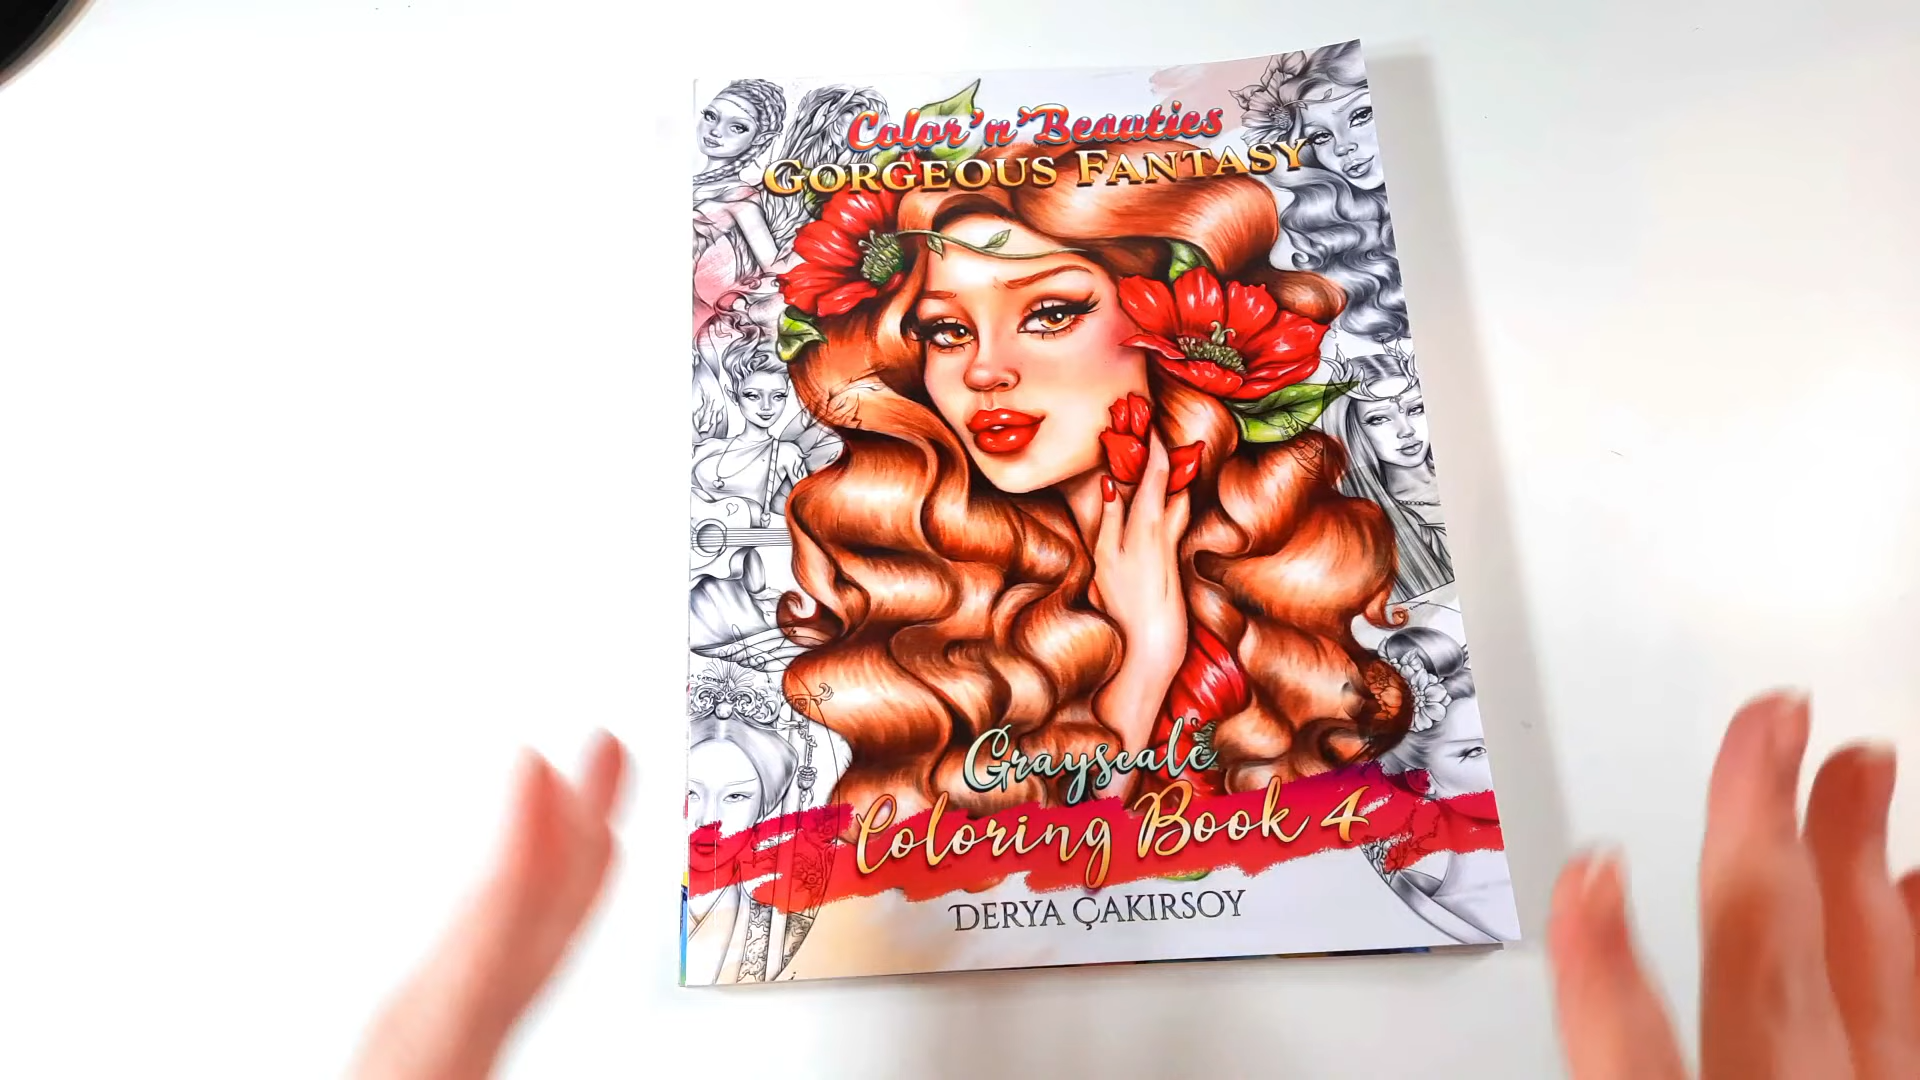 Color'n'Beauties
GORGEOUS FANTASY
Grayscale
Coloring Book 4
DERYA ÇAKIRSOY